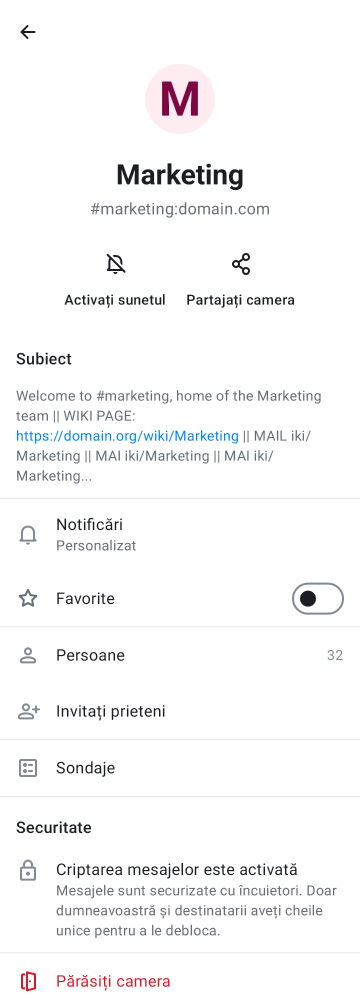 M
Marketing
#marketing:domain.com
Activați sunetul
Partajați camera
Subiect
Welcome to #marketing, home of the Marketing
team || WIKI PAGE:
https://domain.org/wiki/Marketing || MAIL iki/
Marketing || MAI iki/Marketing || MAI iki/
Marketing...
Notificări
Personalizat
Favorite
Persoane 32
Invitați prieteni
Sondaje
Securitate
Criptarea mesajelor este activată
Mesajele sunt securizate cu încuietori. Doar
dumneavoastră și destinatarii aveți cheile
unice pentru a le debloca.
Părăsiți camera